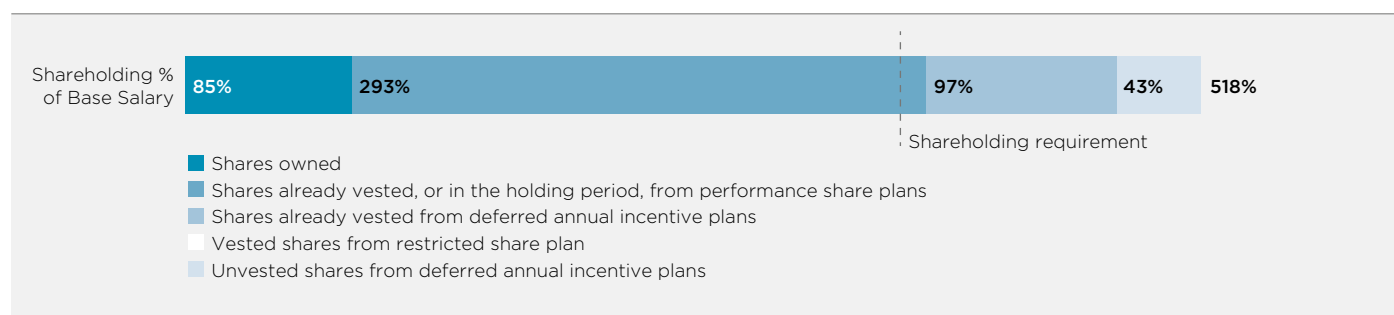 Shareholding %
of Base Salary
85%
293%
97%
43%
518%
Shareholding requirement
Shares owned
Shares already vested, or in the holding period, from performance share plans
Shares already vested from deferred annual incentive plans
Vested shares from restricted share plan
Unvested shares from deferred annual incentive plans